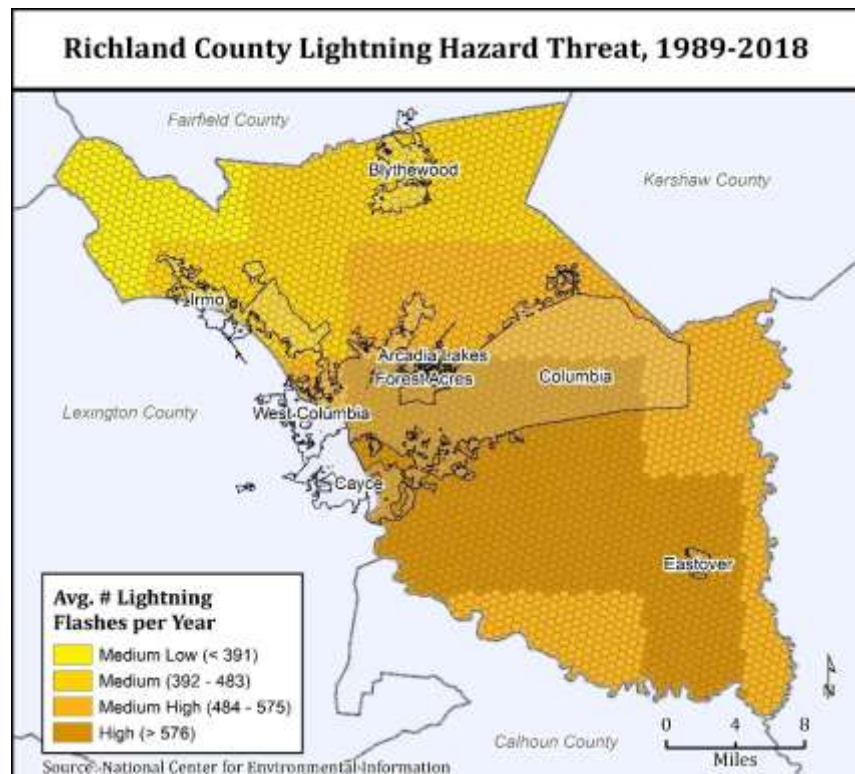 Richland County Lightning Hazard Threat, 1989-2018
Fairfield County
Blythewood
Kershaw County
Irmo
Arcadia Lakes
Forest Acres
Columbia
West Columbia
Lexington County
Cayce
Eastover
Avg. # Lightning
Flashes per Year
Medium Low (< 391)
Medium (392 - 483)
Medium High (484 - 575)
High (> 576)
N
Calhoun County
0 4 8
Miles
Source: National Center for Environmental Information